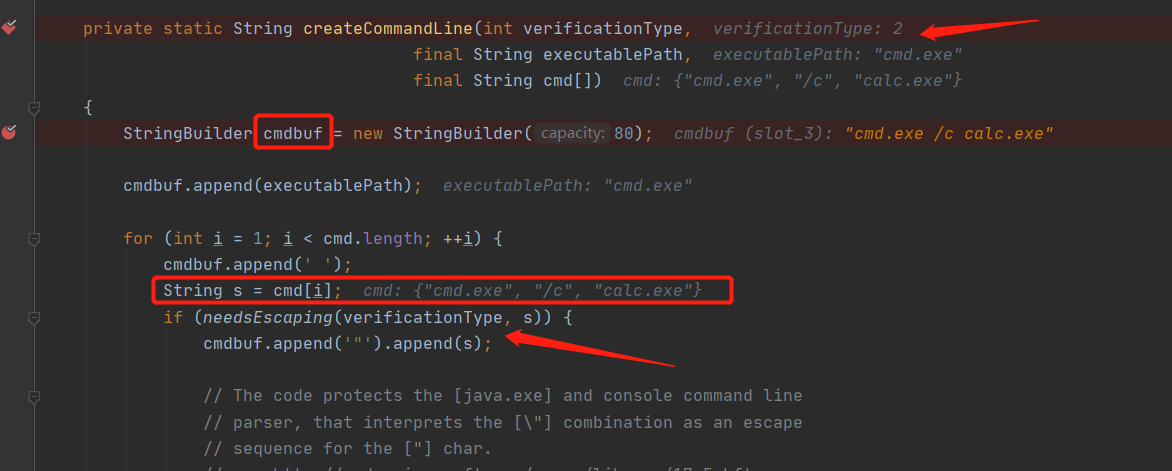 private static String createCommandLine(int verificationType,  verificationType: 2
final String executablePath,  executablePath: "cmd.exe"
final String cmd[])  cmd: {"cmd.exe", "/c", "calc.exe"}
{
StringBuilder cmdbuf = new StringBuilder( capacity: 80);  cmdbuf (slot_3): "cmd.exe /c calc.exe"
cmdbuf.append(executablePath);  executablePath: "cmd.exe"
for (int i = 1; i < cmd.length; ++i) {
cmdbuf.append(' ');
String s = cmd[i];  cmd: {"cmd.exe", "/c", "calc.exe"}
if (needsEscaping(verificationType, s)) {
cmdbuf.append('"').append(s);
// The code protects the [java.exe] and console command line
// parser, that interprets the [\"] combination as an escape
// sequence for the ["] char.